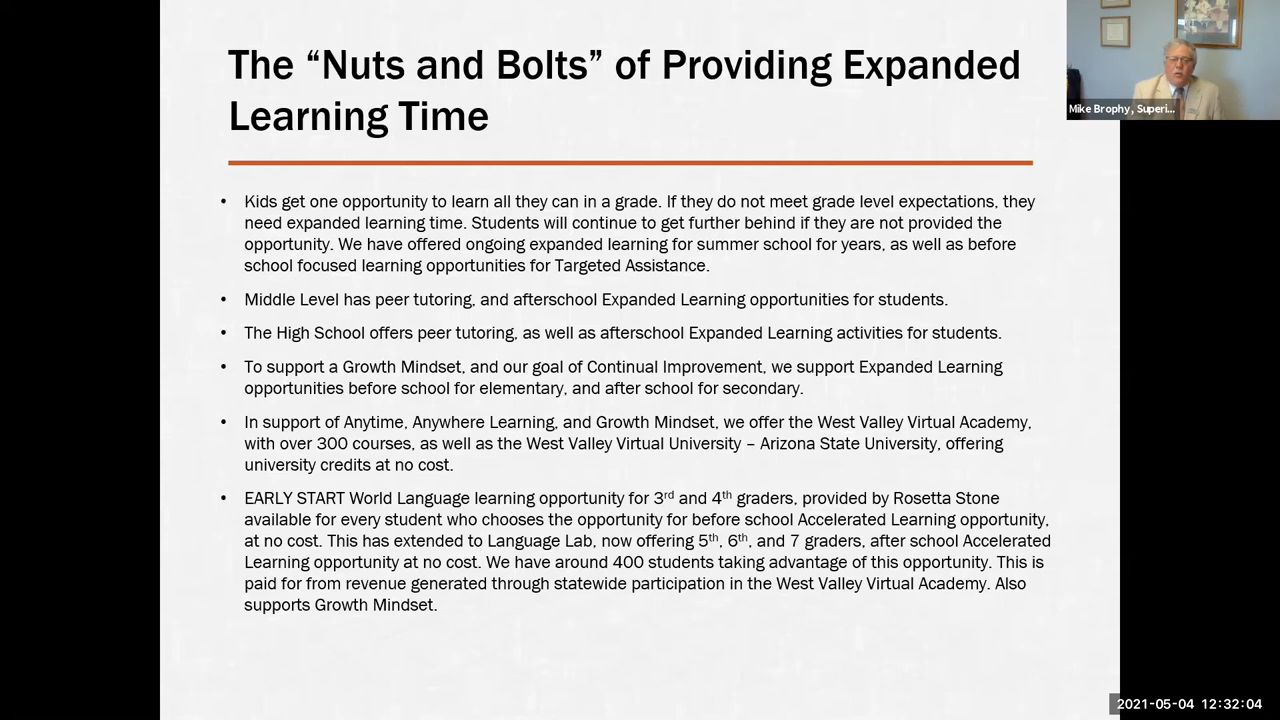 The “Nuts and Bolts” of Providing Expanded
Learning Time
Mike Brophy, Superi...
• Kids get one opportunity to learn all they can in a grade. If they do not meet grade level expectations, they
need expanded learning time. Students will continue to get further behind if they are not provided the
opportunity. We have offered ongoing expanded learning for summer school for years, as well as before
school focused learning opportunities for Targeted Assistance.
• Middle Level has peer tutoring, and afterschool Expanded Learning opportunities for students.
• The High School offers peer tutoring, as well as afterschool Expanded Learning activities for students.
• To support a Growth Mindset, and our goal of Continual Improvement, we support Expanded Learning
opportunities before school for elementary, and after school for secondary.
• In support of Anytime, Anywhere Learning, and Growth Mindset, we offer the West Valley Virtual Academy,
with over 300 courses, as well as the West Valley Virtual University – Arizona State University, offering
university credits at no cost.
• EARLY START World Language learning opportunity for 3rd and 4th graders, provided by Rosetta Stone
available for every student who chooses the opportunity for before school Accelerated Learning opportunity,
at no cost. This has extended to Language Lab, now offering 5th, 6th, and 7 graders, after school Accelerated
Learning opportunity at no cost. We have around 400 students taking advantage of this opportunity. This is
paid for from revenue generated through statewide participation in the West Valley Virtual Academy. Also
supports Growth Mindset.
2021-05-04 12:32:04